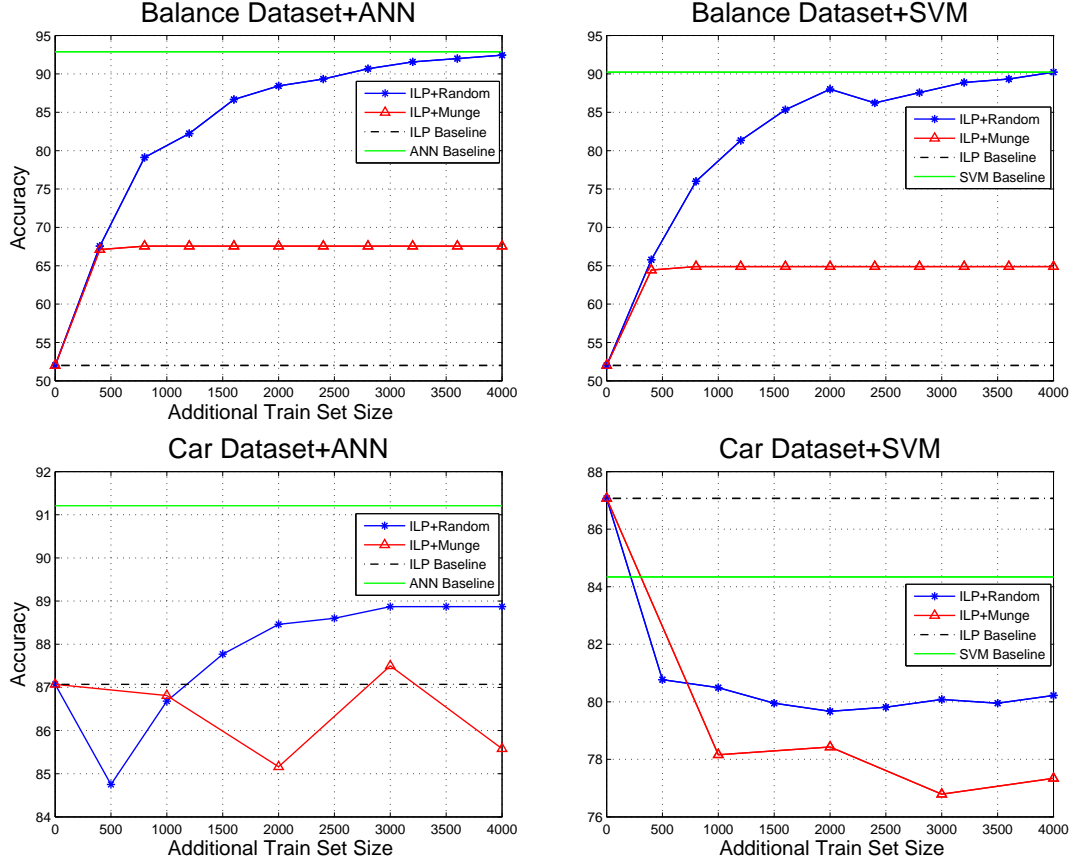 Balance Dataset+ANN
95
90
85
80
75
70
65
60
55
50
Accuracy
0 500 1000 1500 2000 2500 3000 3500 4000
Additional Train Set Size
ILP+Random
ILP+Munge
ILP Baseline
ANN Baseline
Balance Dataset+SVM
95
90
85
80
75
70
65
60
55
50
0 500 1000 1500 2000 2500 3000 3500 4000
ILP+Random
ILP+Munge
ILP Baseline
SVM Baseline
Car Dataset+ANN
92
91
90
89
88
87
86
85
84
Accuracy
0 500 1000 1500 2000 2500 3000 3500 4000
Additional Train Set Size
ILP+Random
ILP+Munge
ILP Baseline
ANN Baseline
Car Dataset+SVM
88
86
84
82
80
78
76
0 500 1000 1500 2000 2500 3000 3500 4000
Additional Train Set Size
ILP+Random
ILP+Munge
ILP Baseline
SVM Baseline